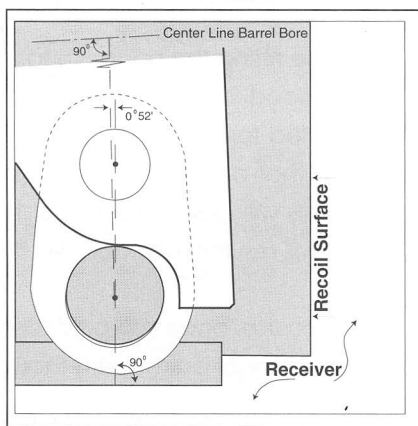 Center Line Barrel Bore
90°
0°52'
Recoil Surface
90°
Receiver